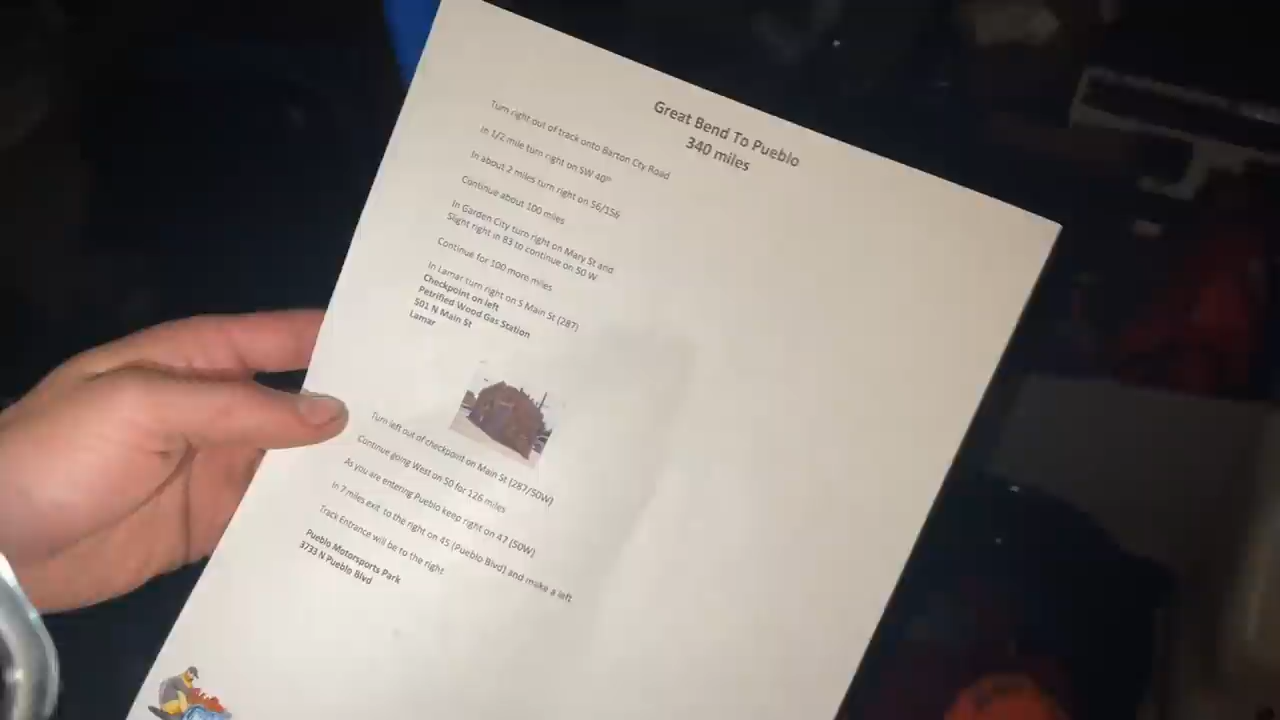 Great Bend To Pueblo
340 miles
Turn right out of track onto Barton Cty Road
In 1/2 mile turn right on SW 40th
In about 2 miles turn right on 56/156
Continue about 100 miles
In Garden City turn right on Mary St and
Slight right in 83 to continue on 50 W
Continue for 100 more miles
In Lamar turn right on S Main St (287)
Checkpoint on left
Petrified Wood Gas Station
501 N Main St
Lamar
Turn left out of checkpoint on Main St (287/50W)
Continue going West on 50 for 126 miles
As you are entering Pueblo keep right on 47 (50W)
In 7 miles exit to the right on 45 (Pueblo Blvd) and make a left
Track Entrance will be to the right
Pueblo Motorsports Park
3733 N Pueblo Blvd